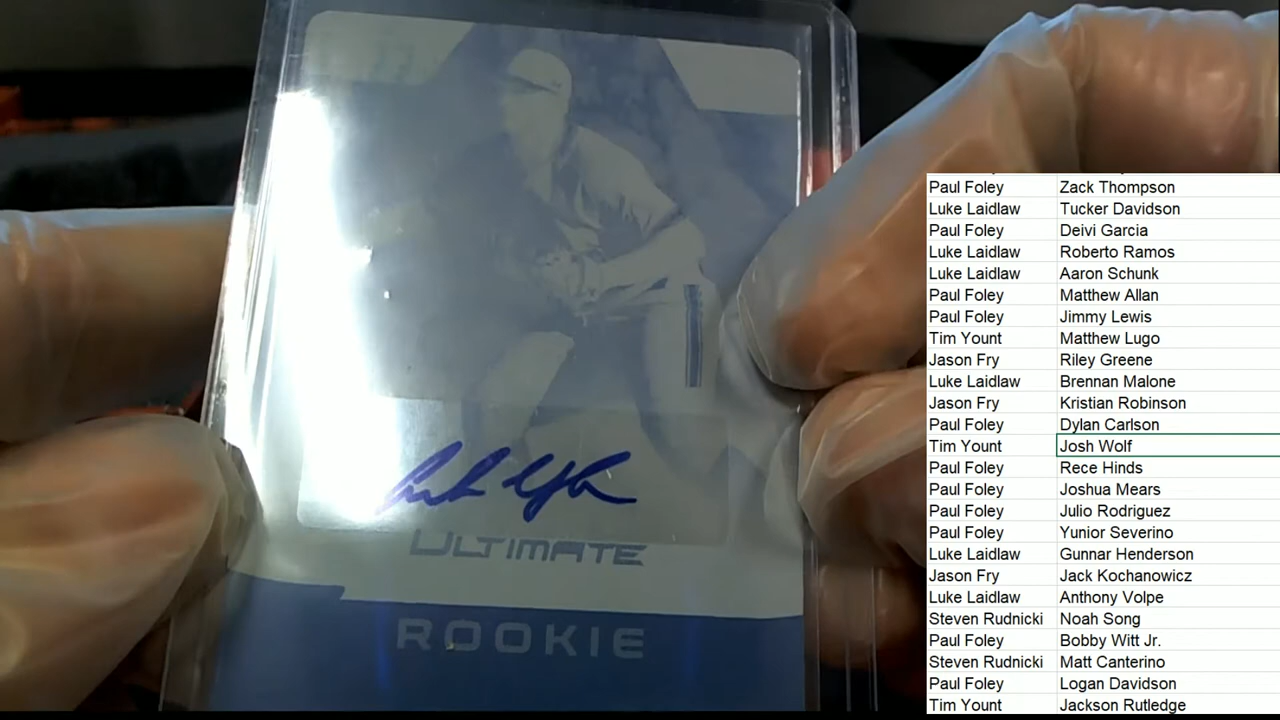 ULTIMATE
ROOKIE
Paul Foley Zack Thompson
Luke Laidlaw Tucker Davidson
Paul Foley Deivi Garcia
Luke Laidlaw Roberto Ramos
Luke Laidlaw Aaron Schunk
Paul Foley Matthew Allan
Paul Foley Jimmy Lewis
Tim Yount Matthew Lugo
Jason Fry Riley Greene
Luke Laidlaw Brennan Malone
Jason Fry Kristian Robinson
Paul Foley Dylan Carlson
Tim Yount Josh Wolf
Paul Foley Rece Hinds
Paul Foley Joshua Mears
Paul Foley Julio Rodriguez
Paul Foley Yunior Severino
Luke Laidlaw Gunnar Henderson
Jason Fry Jack Kochanowicz
Luke Laidlaw Anthony Volpe
Steven Rudnicki Noah Song
Paul Foley Bobby Witt Jr.
Steven Rudnicki Matt Canterino
Paul Foley Logan Davidson
Tim Yount Jackson Rutledge